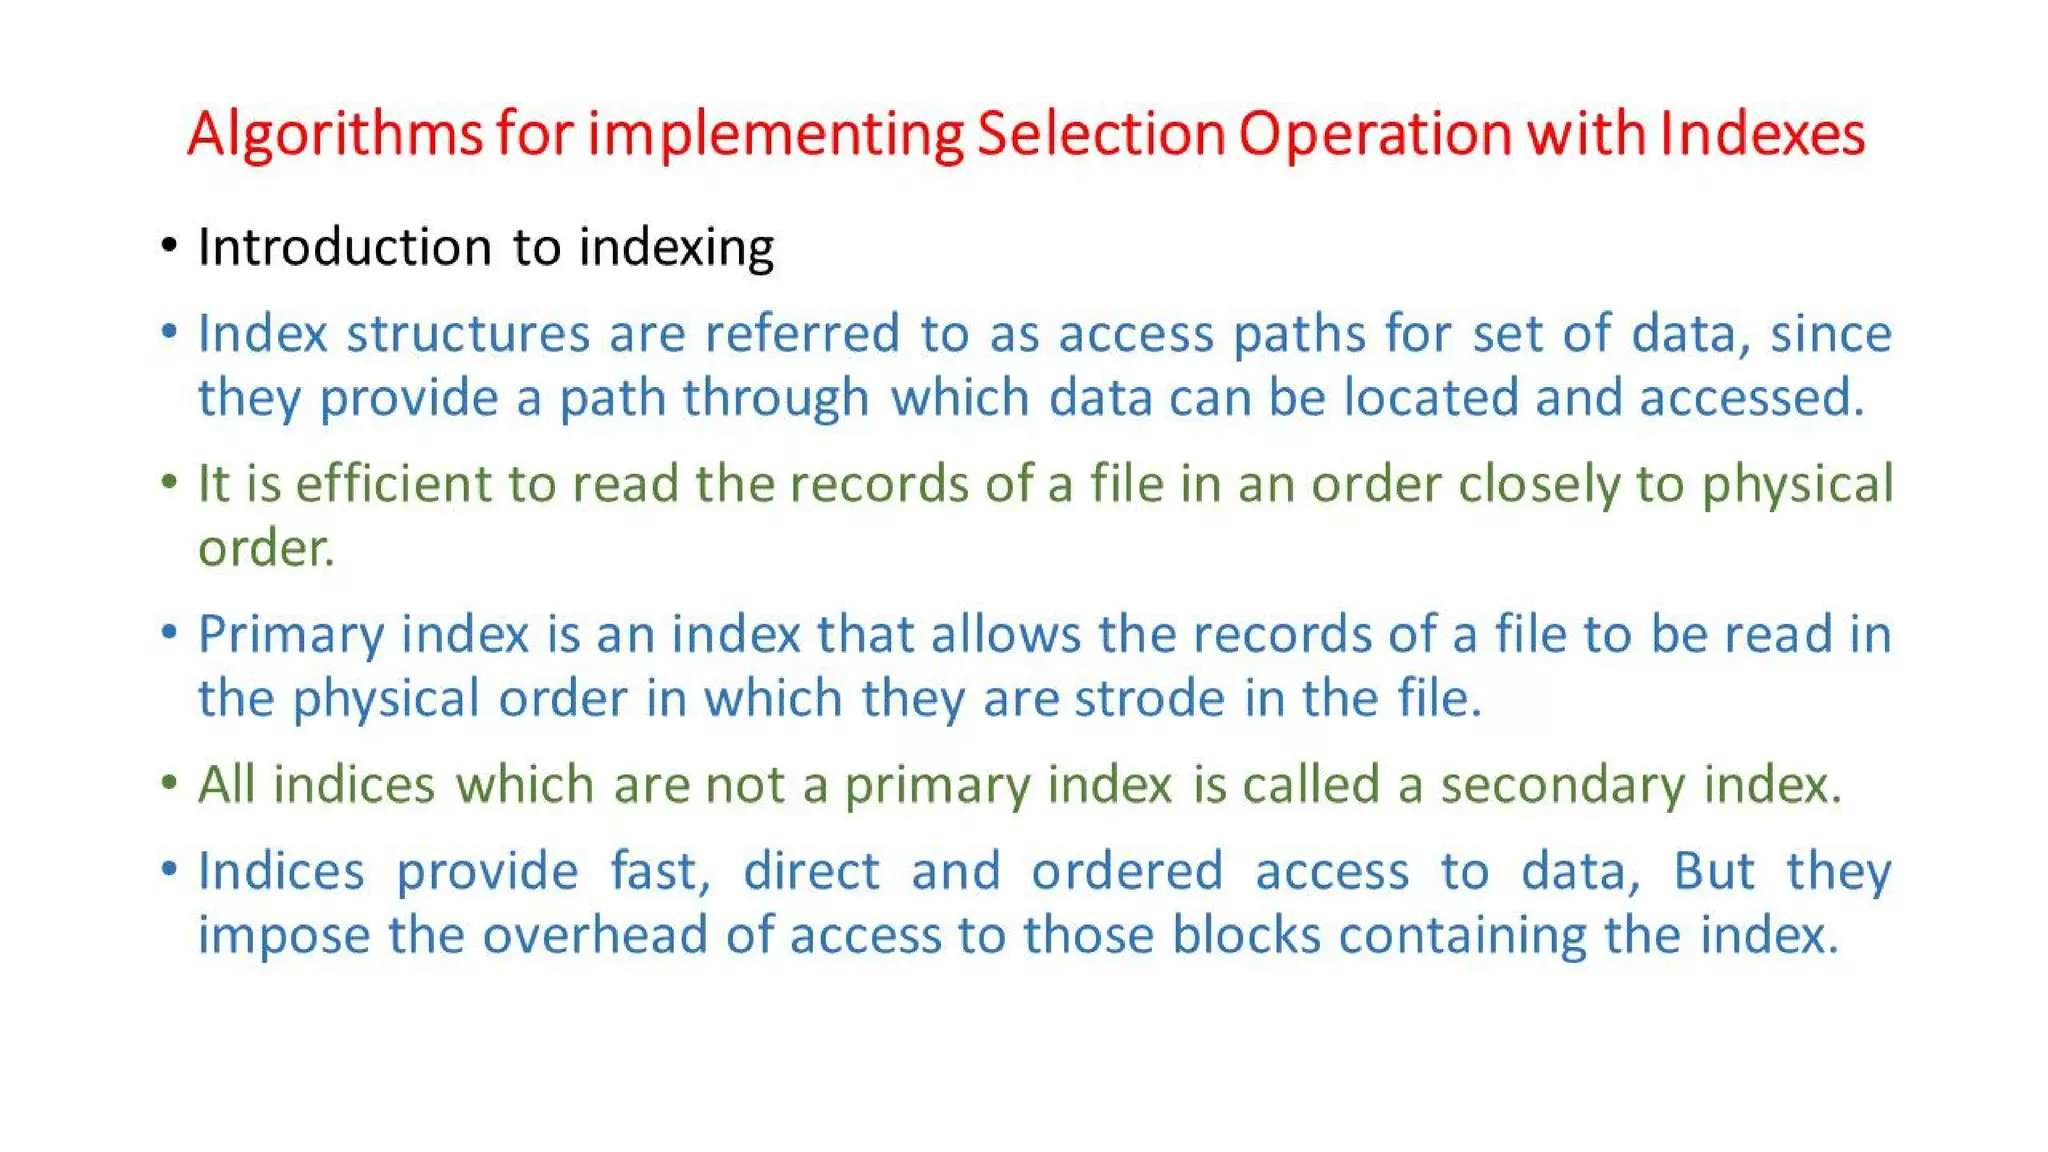 Algorithms for implementing Selection Operation with Indexes
• Introduction to indexing
• Index structures are referred to as access paths for set of data, since
they provide a path through which data can be located and accessed.
• It is efficient to read the records of a file in an order closely to physical
order.
• Primary index is an index that allows the records of a file to be read in
the physical order in which they are strode in the file.
• All indices which are not a primary index is called a secondary index.
• Indices provide fast, direct and ordered access to data, But they
impose the overhead of access to those blocks containing the index.